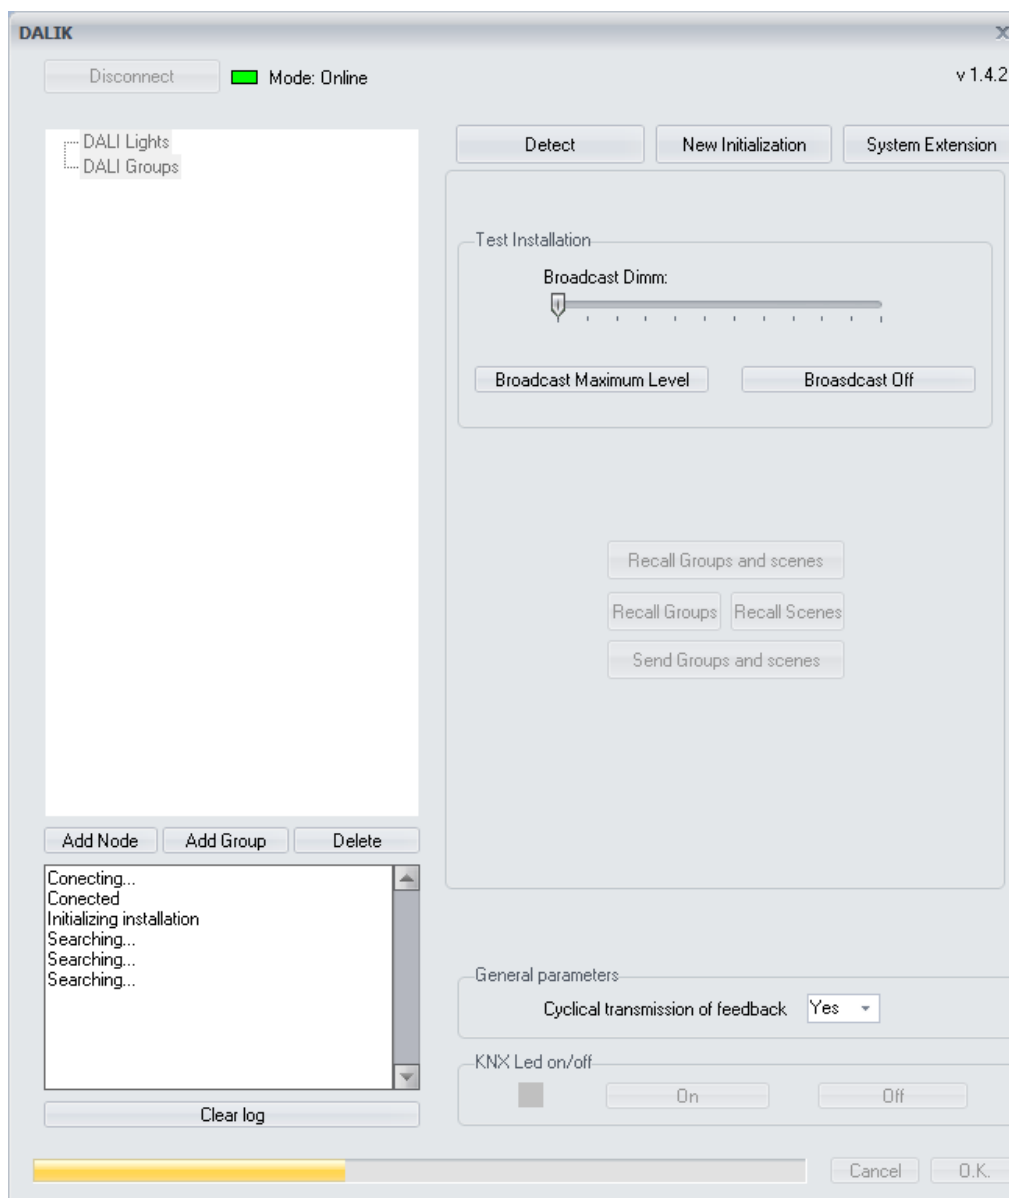 DALIK
Disconnect
Mode: Online
v 1.4.2
DALI Lights
DALI Groups
Detect
New Initialization
System Extension
Test Installation
Broadcast Dimm:
Broadcast Maximum Level
Broasdcast Off
Recall Groups and scenes
Recall Groups
Recall Scenes
Send Groups and scenes
Add Node
Add Group
Delete
Conecting...
Conected
Initializing installation
Searching...
Searching...
Searching...
Clear log
General parameters
Cyclical transmission of feedback
Yes
KNX Led on/off
On
Off
Cancel
O.K.